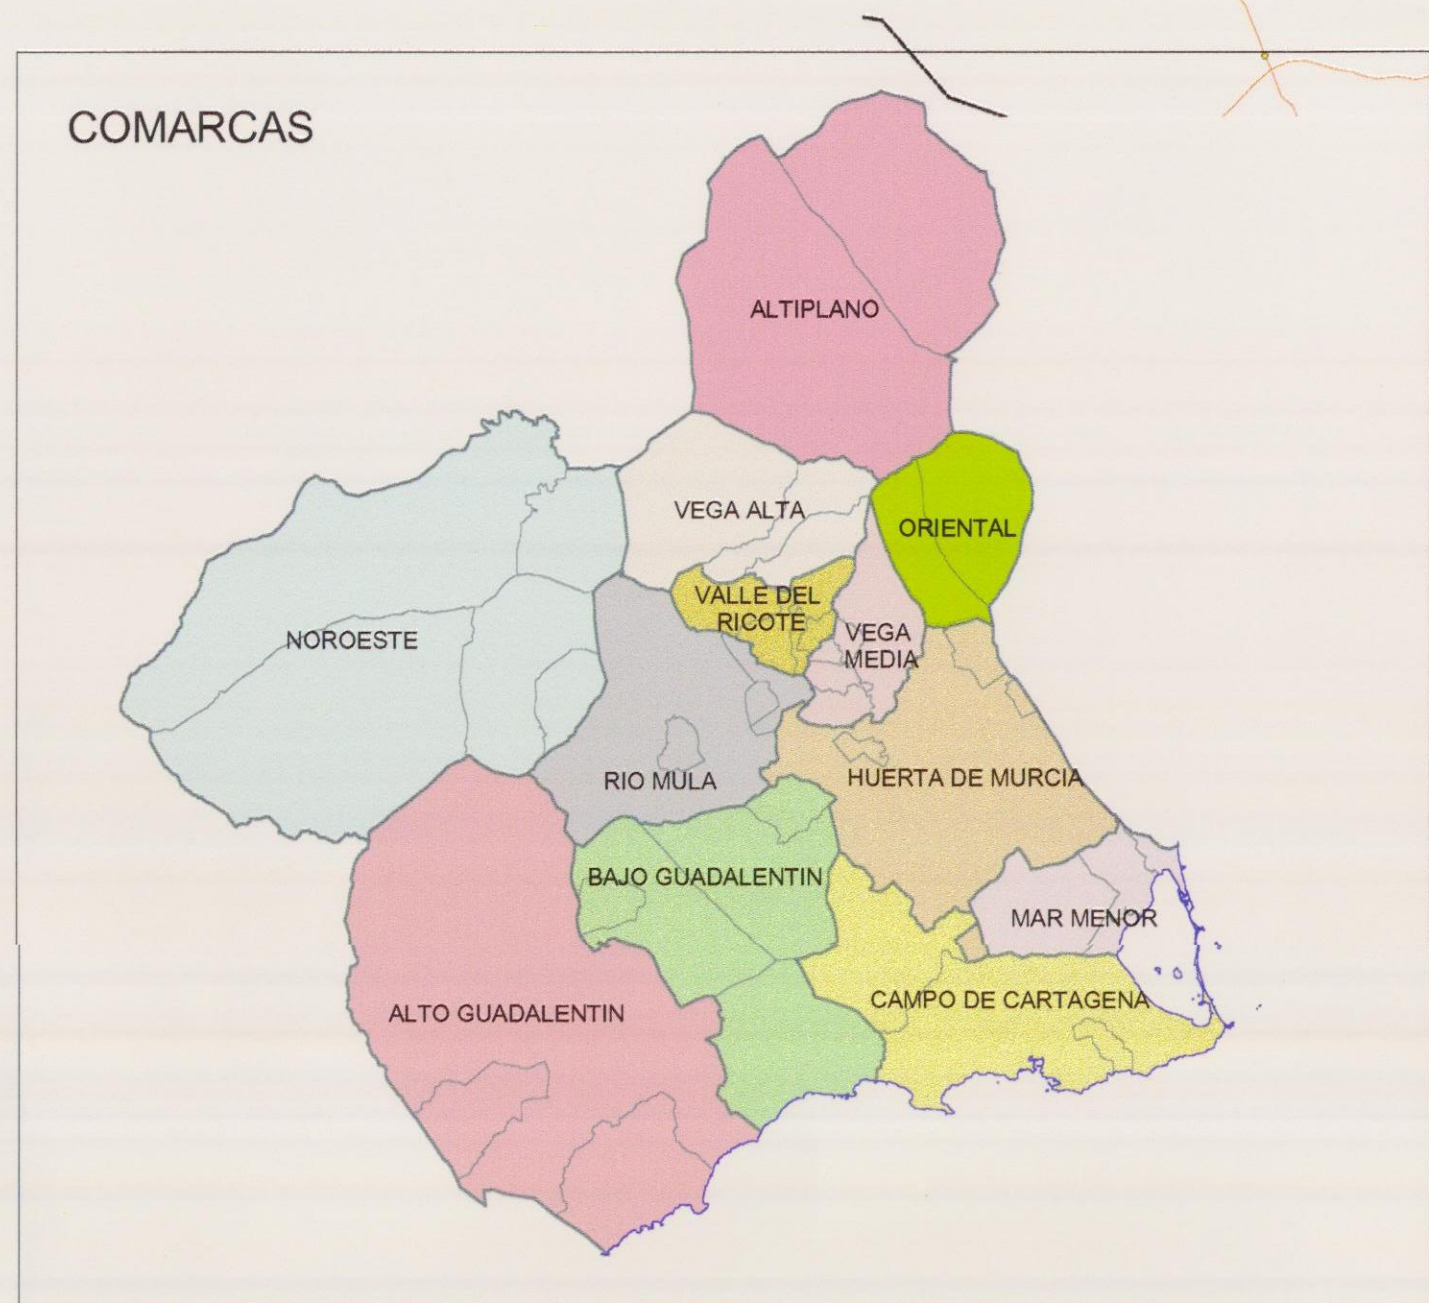 COMARCAS
ALTIPLANO
VEGA ALTA
ORIENTAL
VALLE DEL
RICOTE
NOROESTE
VEGA
MEDIA
RIO MULA
HUERTA DE MURCIA
BAJO GUADALENTIN
MAR MENOR
CAMPO DE CARTAGENA
ALTO GUADALENTIN